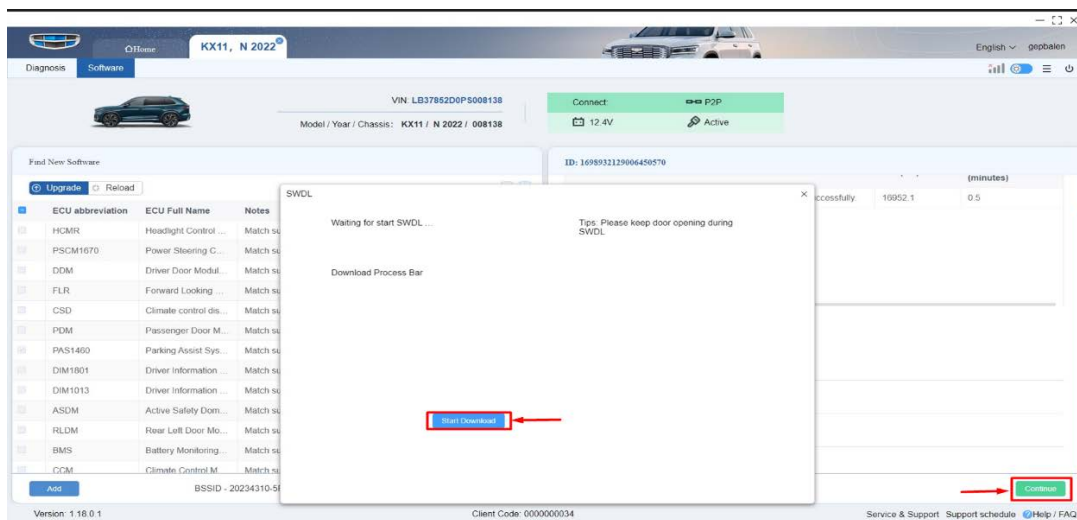 Home
KX11, N 2022
English
gepbalen
Diagnosis
Software
VIN: LB37852D0PS008138
Model / Year / Chassis: KX11 / N 2022 / 008138
Connect:
P2P
12.4V
Active
Find New Software
ID: 1698932129006450570
Upgrade
Reload
(minutes)
ECU abbreviation
ECU Full Name
Notes
SWDL
ccessfully.
16952.1
0.5
HCMR
Headlight Control ...
Match su
Waiting for start SWDL ...
Tips: Please keep door opening during
SWDL
PSCM1670
Power Steering C...
Match su
DDM
Driver Door Modul...
Match su
Download Process Bar
FLR
Forward Looking ...
Match su
CSD
Climate control dis...
Match su
PDM
Passenger Door M...
Match su
PAS1460
Parking Assist Sys...
Match su
DIM1801
Driver Information ...
Match su
DIM1013
Driver Information ...
Match su
ASDM
Active Safety Dom...
Match su
Start Download
RLDM
Rear Left Door Mo...
Match su
BMS
Battery Monitoring...
Match su
CCM
Climate Control M...
Match su
Add
BSSID - 20234310-5
Continue
Version: 1.18.0.1
Client Code: 0000000034
Service & Support
Support schedule
Help / FAQ